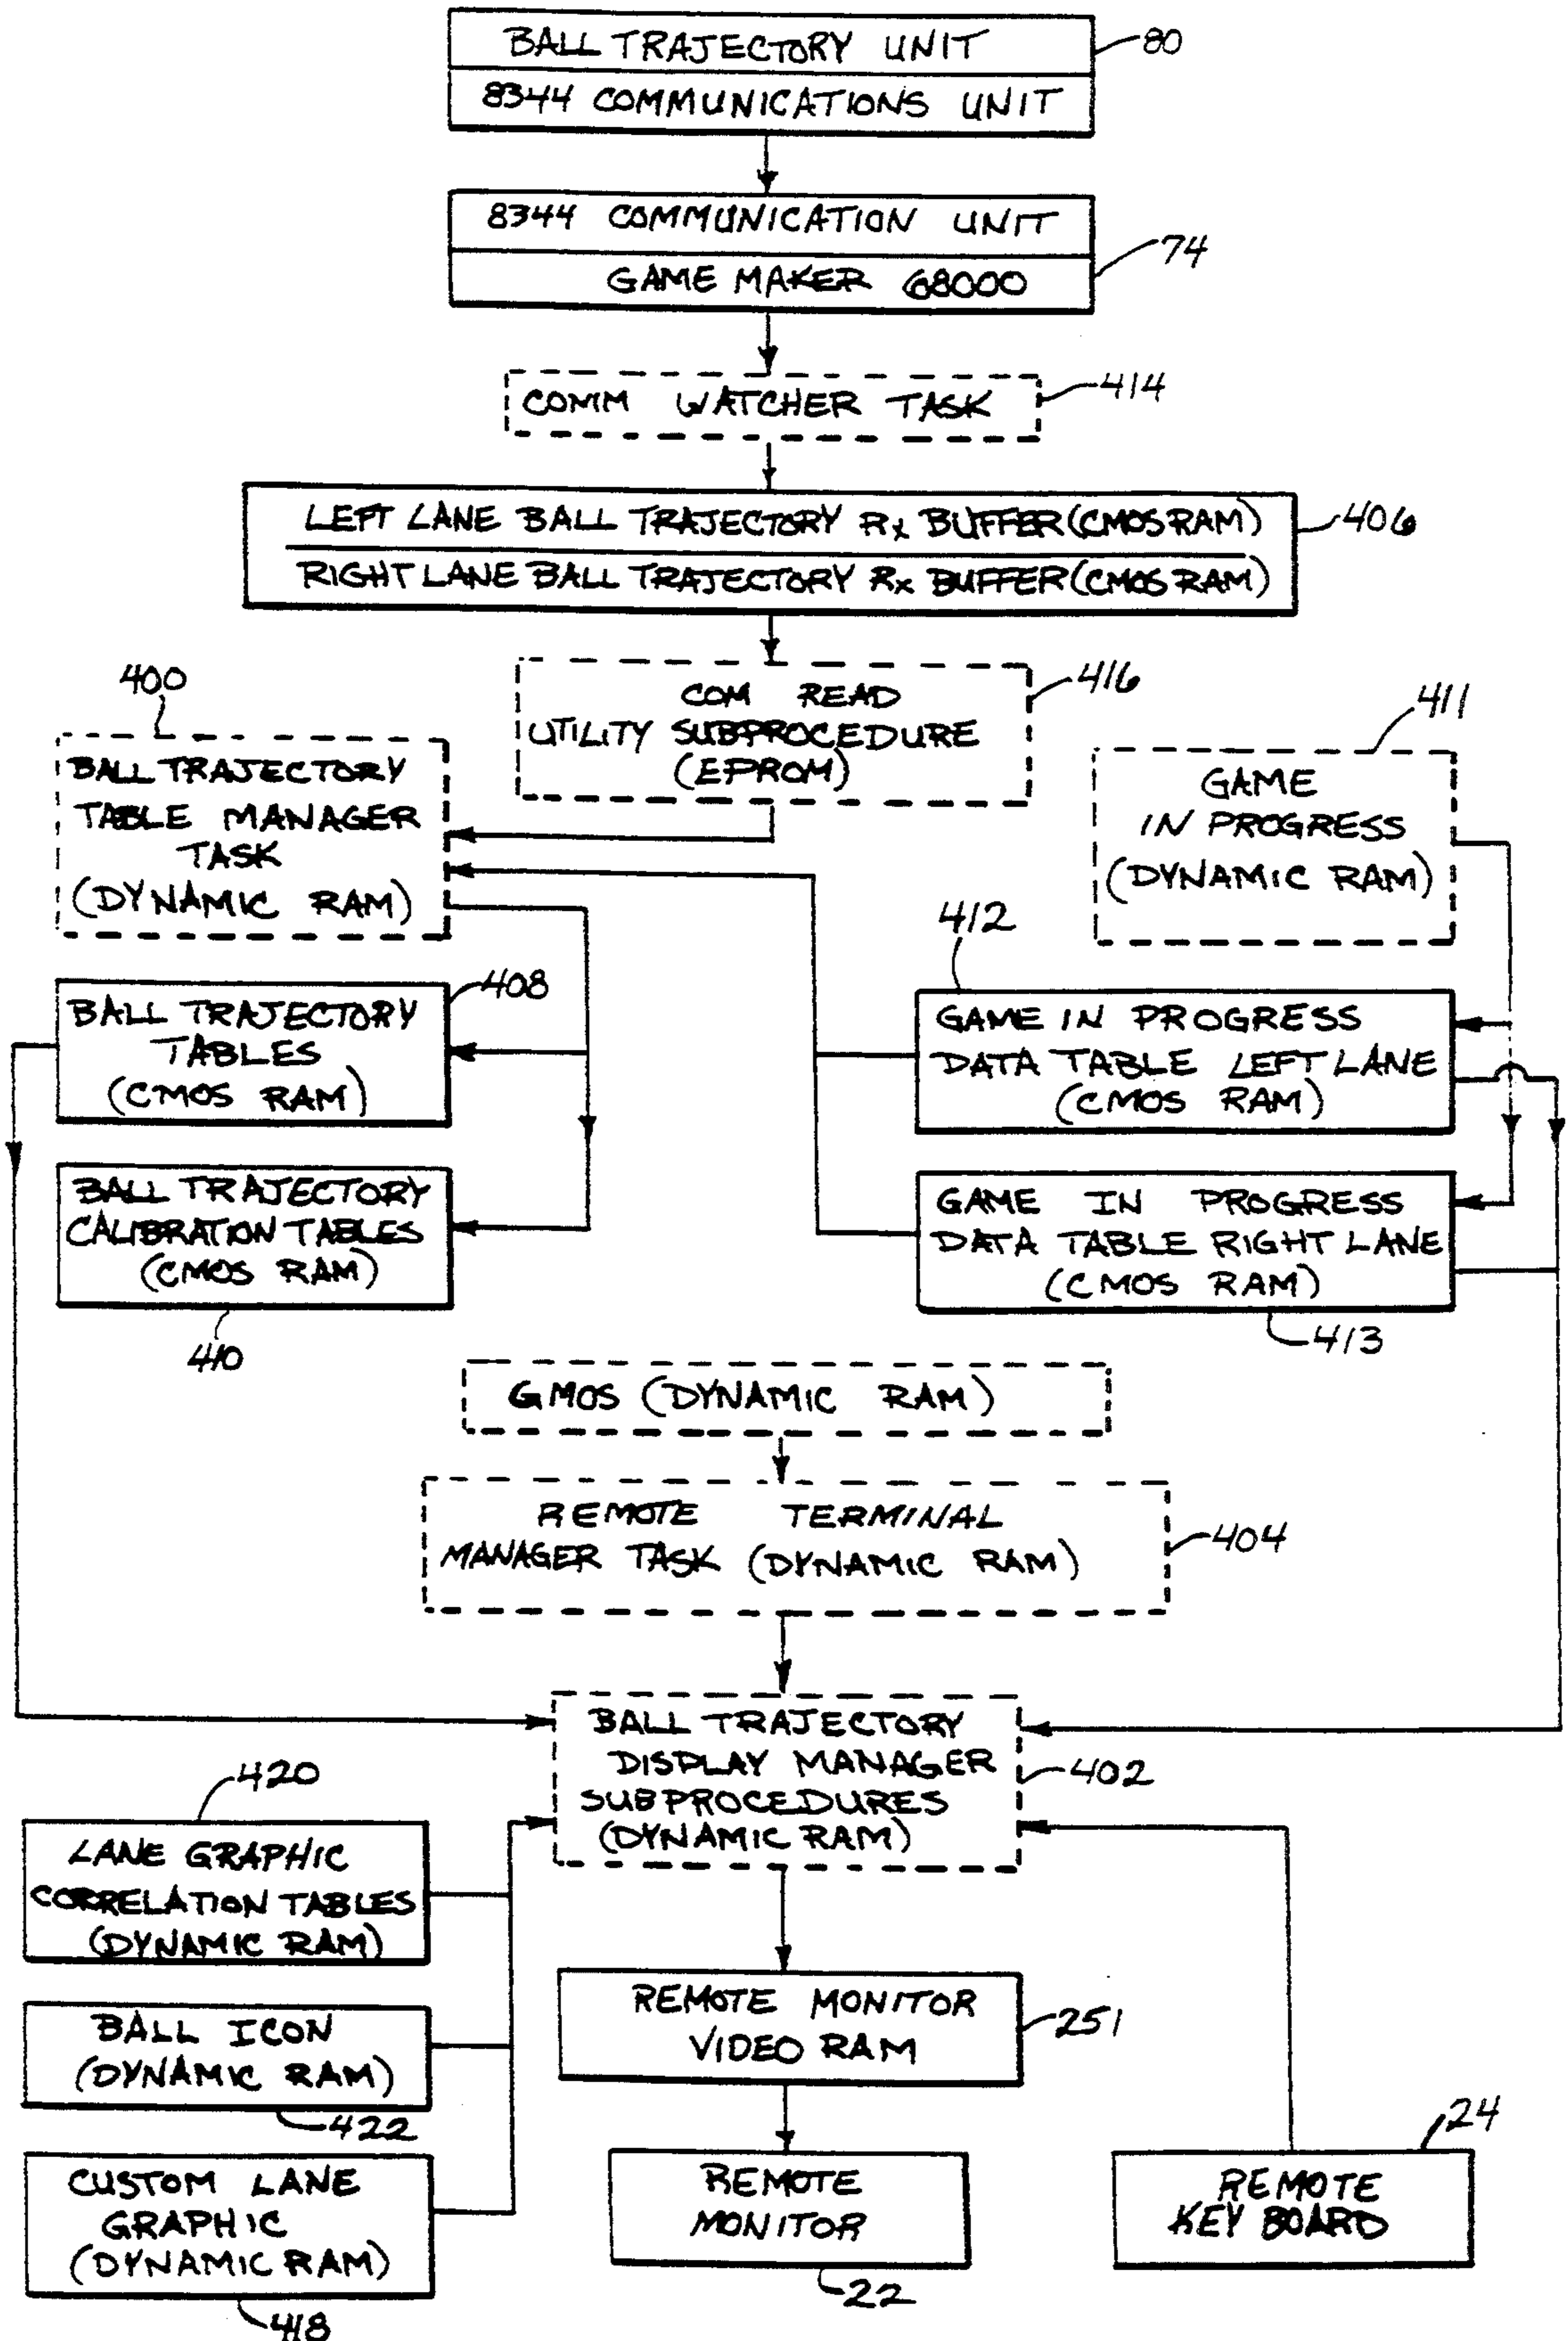 BALL TRAJECTORY UNIT
80
8344 COMMUNICATIONS UNIT
8344 COMMUNICATION UNIT
74
GAME MAKER 68000
COMM WATCHER TASK
414
LEFT LANE BALL TRAJECTORY Rx BUFFER (CMOS RAM)
406
RIGHT LANE BALL TRAJECTORY Rx BUFFER (CMOS RAM)
COM READ
UTILITY SUBPROCEDURE
(EPROM)
416
400
BALL TRAJECTORY
TABLE MANAGER
TASK
(DYNAMIC RAM)
411
GAME
IN PROGRESS
(DYNAMIC RAM)
408
BALL TRAJECTORY
TABLES
(CMOS RAM)
412
GAME IN PROGRESS
DATA TABLE LEFT LANE
(CMOS RAM)
BALL TRAJECTORY
CALIBRATION TABLES
(CMOS RAM)
410
GAME IN PROGRESS
DATA TABLE RIGHT LANE
(CMOS RAM)
413
GMOS (DYNAMIC RAM)
REMOTE TERMINAL
MANAGER TASK (DYNAMIC RAM)
404
BALL TRAJECTORY
DISPLAY MANAGER
SUBPROCEDURES
(DYNAMIC RAM)
402
420
LANE GRAPHIC
CORRELATION TABLES
(DYNAMIC RAM)
BALL ICON
(DYNAMIC RAM)
422
CUSTOM LANE
GRAPHIC
(DYNAMIC RAM)
418
REMOTE MONITOR
VIDEO RAM
251
REMOTE
MONITOR
22
24
REMOTE
KEY BOARD